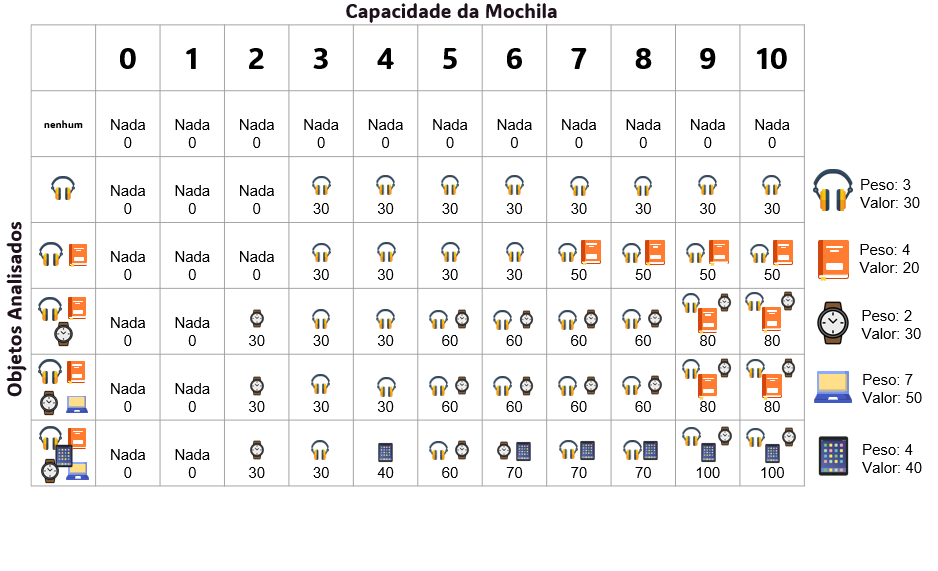 Capacidade da Mochila
0 1 2 3 4 5 6 7 8 9 10
Objetos Analisados
nenhum
Nada Nada Nada Nada Nada Nada Nada Nada Nada Nada Nada
0 0 0 0 0 0 0 0 0 0 0
Nada Nada Nada
0 0 0 30 30 30 30 30 30 30 30
Peso: 3
Valor: 30
Nada Nada Nada
0 0 0 30 30 30 30 50 50 50 50
Peso: 4
Valor: 20
Nada Nada
0 0 30 30 30 60 60 60 60 80 80
Peso: 2
Valor: 30
Nada Nada
0 0 30 30 30 60 60 60 60 80 80
Peso: 7
Valor: 50
Nada Nada
0 0 30 30 40 60 70 70 70 100 100
Peso: 4
Valor: 40